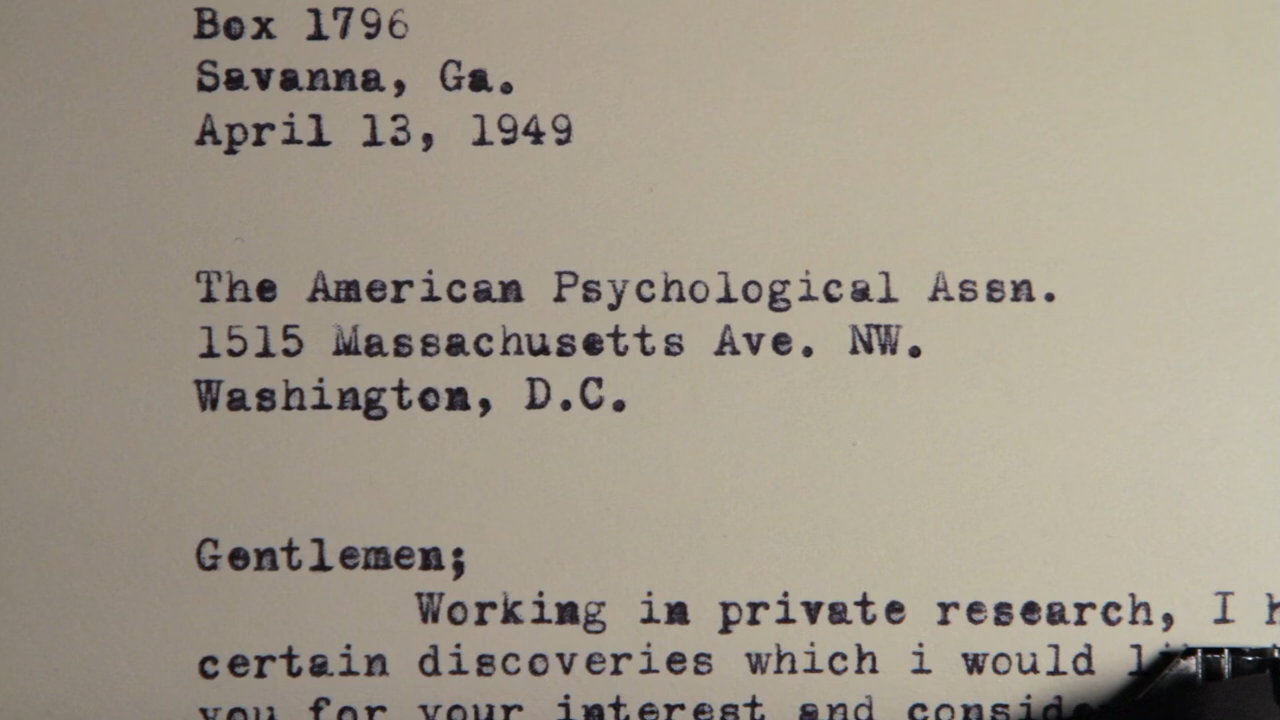 Box 1796
Savanna, Ga.
April 13, 1949
The American Psychological Assn.
1515 Massachusetts Ave. NW.
Washington, D.C.
Gentlemen;
Working in private research, I
certain discoveries which i would
you for your interest and